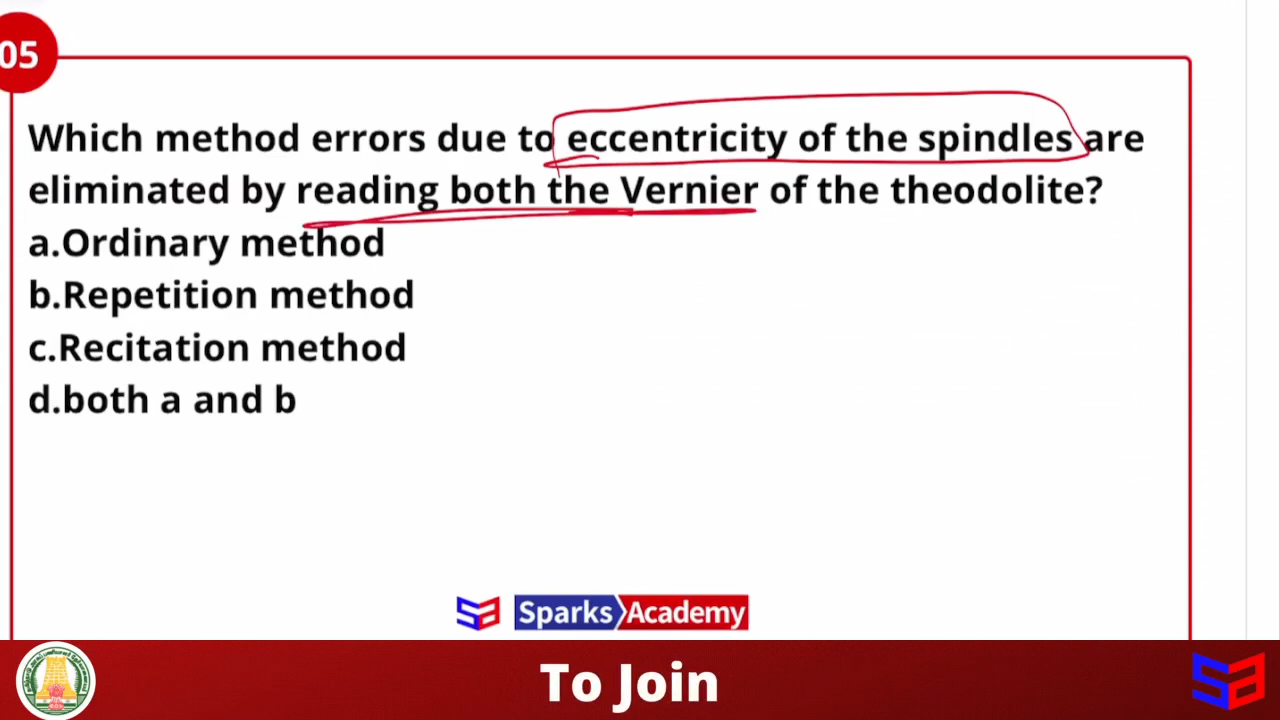 05
Which method errors due to eccentricity of the spindles are
eliminated by reading both the Vernier of the theodolite?
a.Ordinary method
b.Repetition method
c.Recitation method
d.both a and b
Sparks Academy
To Join